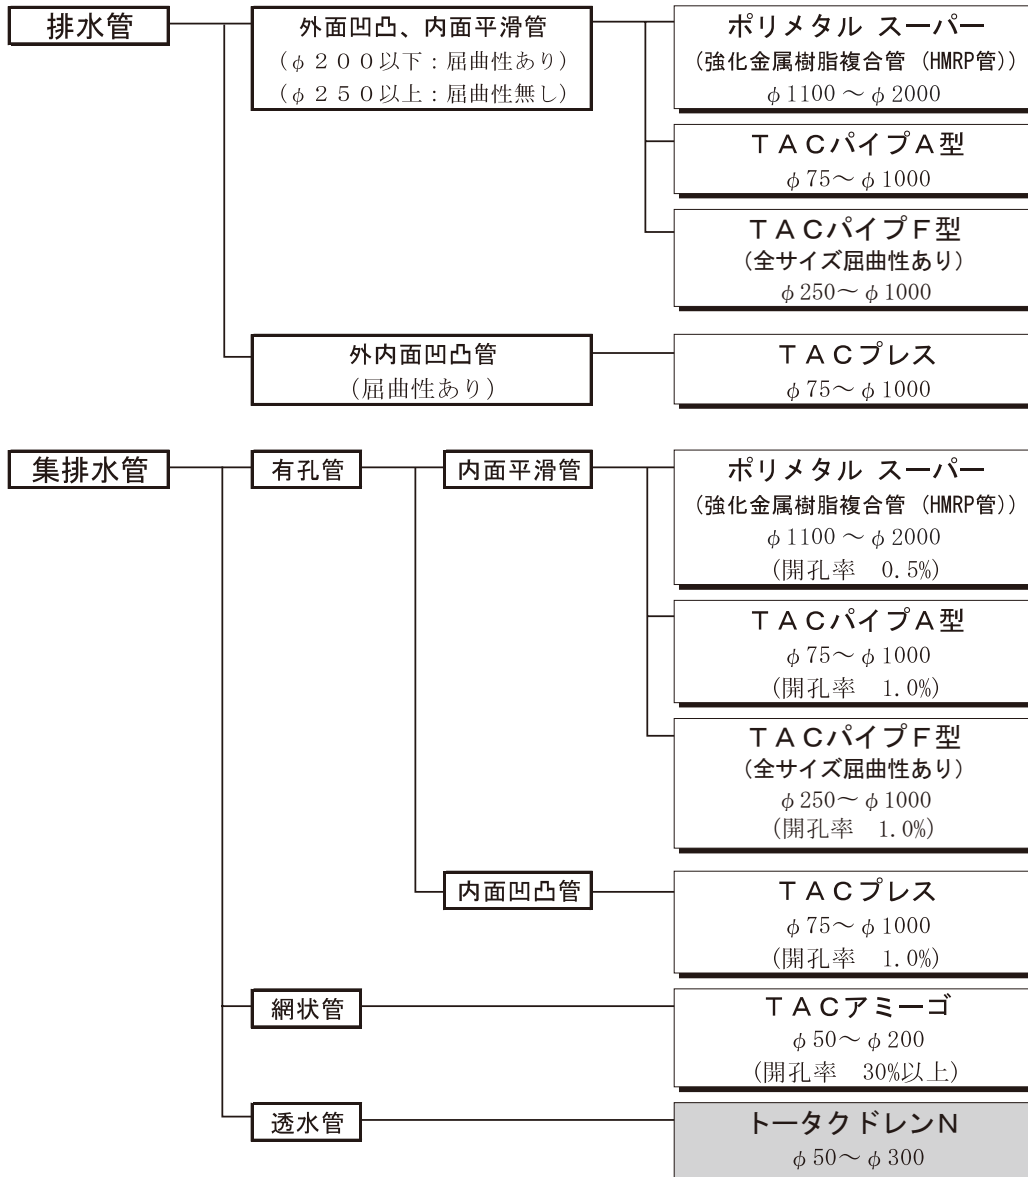 排水管
外面凹凸、内面平滑管
(φ200以下:屈曲性あり)
(φ250以上:屈曲性無し)
ポリメタル スーパー
(強化金属樹脂複合管 (HMRP管))
φ1100 ～ φ2000
ＴＡＣパイプＡ型
φ75～φ1000
ＴＡＣパイプＦ型
(全サイズ屈曲性あり)
φ250～φ1000
外内面凹凸管
(屈曲性あり)
ＴＡＣプレス
φ75～φ1000
集排水管
有孔管
内面平滑管
ポリメタル スーパー
(強化金属樹脂複合管 (HMRP管))
φ1100 ～ φ2000
(開孔率 0.5%)
ＴＡＣパイプＡ型
φ75～φ1000
(開孔率 1.0%)
ＴＡＣパイプＦ型
(全サイズ屈曲性あり)
φ250～φ1000
(開孔率 1.0%)
内面凹凸管
ＴＡＣプレス
φ75～φ1000
(開孔率 1.0%)
網状管
ＴＡＣアミーゴ
φ50～φ200
(開孔率 30%以上)
透水管
トータクドレンＮ
φ50～φ300